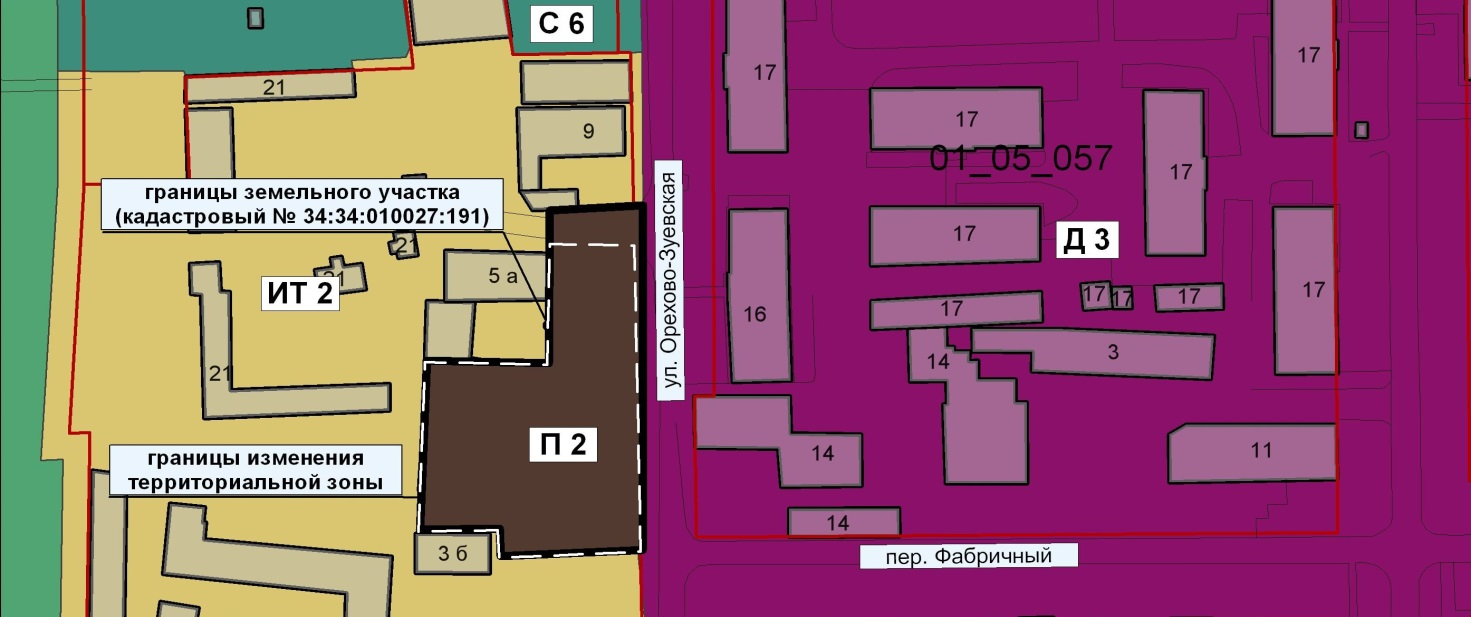 С 6
17
17
21
17
9
01_05_057
17
границы земельного участка
(кадастровый № 34:34:010027:191)
ул. Орехово-Зуевская
21
17
Д 3
5 а
21
ИТ 2
17
17
17
17
17
16
14
3
21
П 2
14
11
границы изменения
территориальной зоны
14
3 б
пер. Фабричный